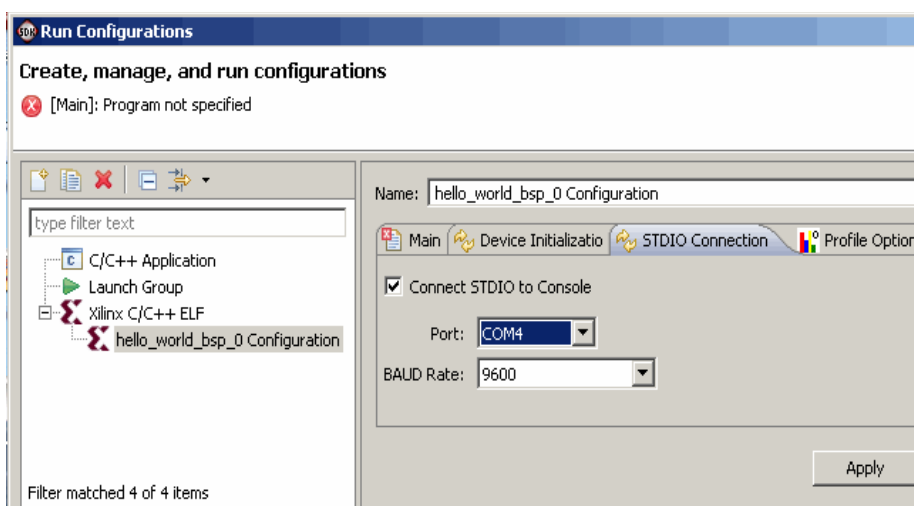 Run Configurations
Create, manage, and run configurations
[Main]: Program not specified
type filter text
C/C++ Application
Launch Group
Xilinx C/C++ ELF
hello_world_bsp_0 Configuration
Filter matched 4 of 4 items
Name: hello_world_bsp_0 Configuration
Main Device Initializatio STDIO Connection Profile Option
Connect STDIO to Console
Port: COM4
BAUD Rate: 9600
Apply